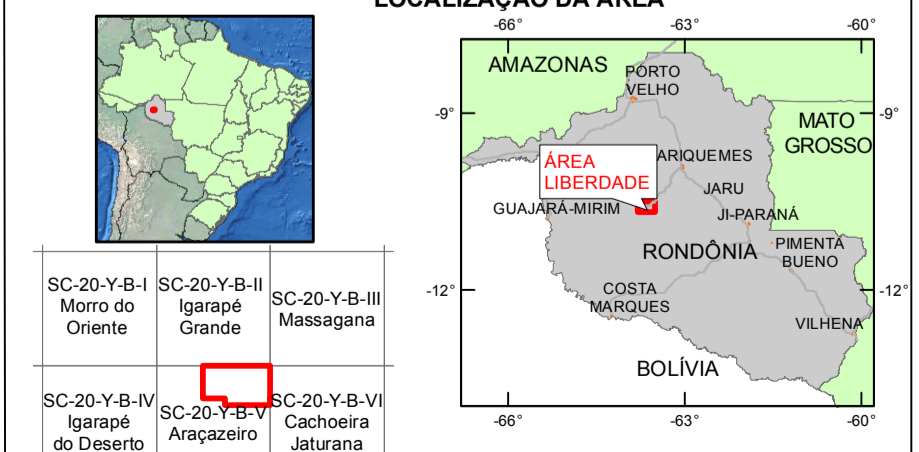 LOCALIZAÇÃO DA ÁREA
-66°
-63°
-60°
AMAZONAS
PORTO
VELHO
-9°
-9°
MATO
GROSSO
ÁREA
LIBERDADE
ARIQUEMES
JARU
GUAJARÁ-MIRIM
JI-PARANÁ
RONDÔNIA
PIMENTA
BUENO
-12°
-12°
COSTA
MARQUES
VILHENA
BOLÍVIA
-66°
-63°
-60°
SC-20-Y-B-I
Morro do
Oriente
SC-20-Y-B-II
Igarapé
Grande
SC-20-Y-B-III
Massagana
SC-20-Y-B-IV
Igarapé
do Deserto
SC-20-Y-B-V
Araçazeiro
SC-20-Y-B-VI
Cachoeira
Jaturana